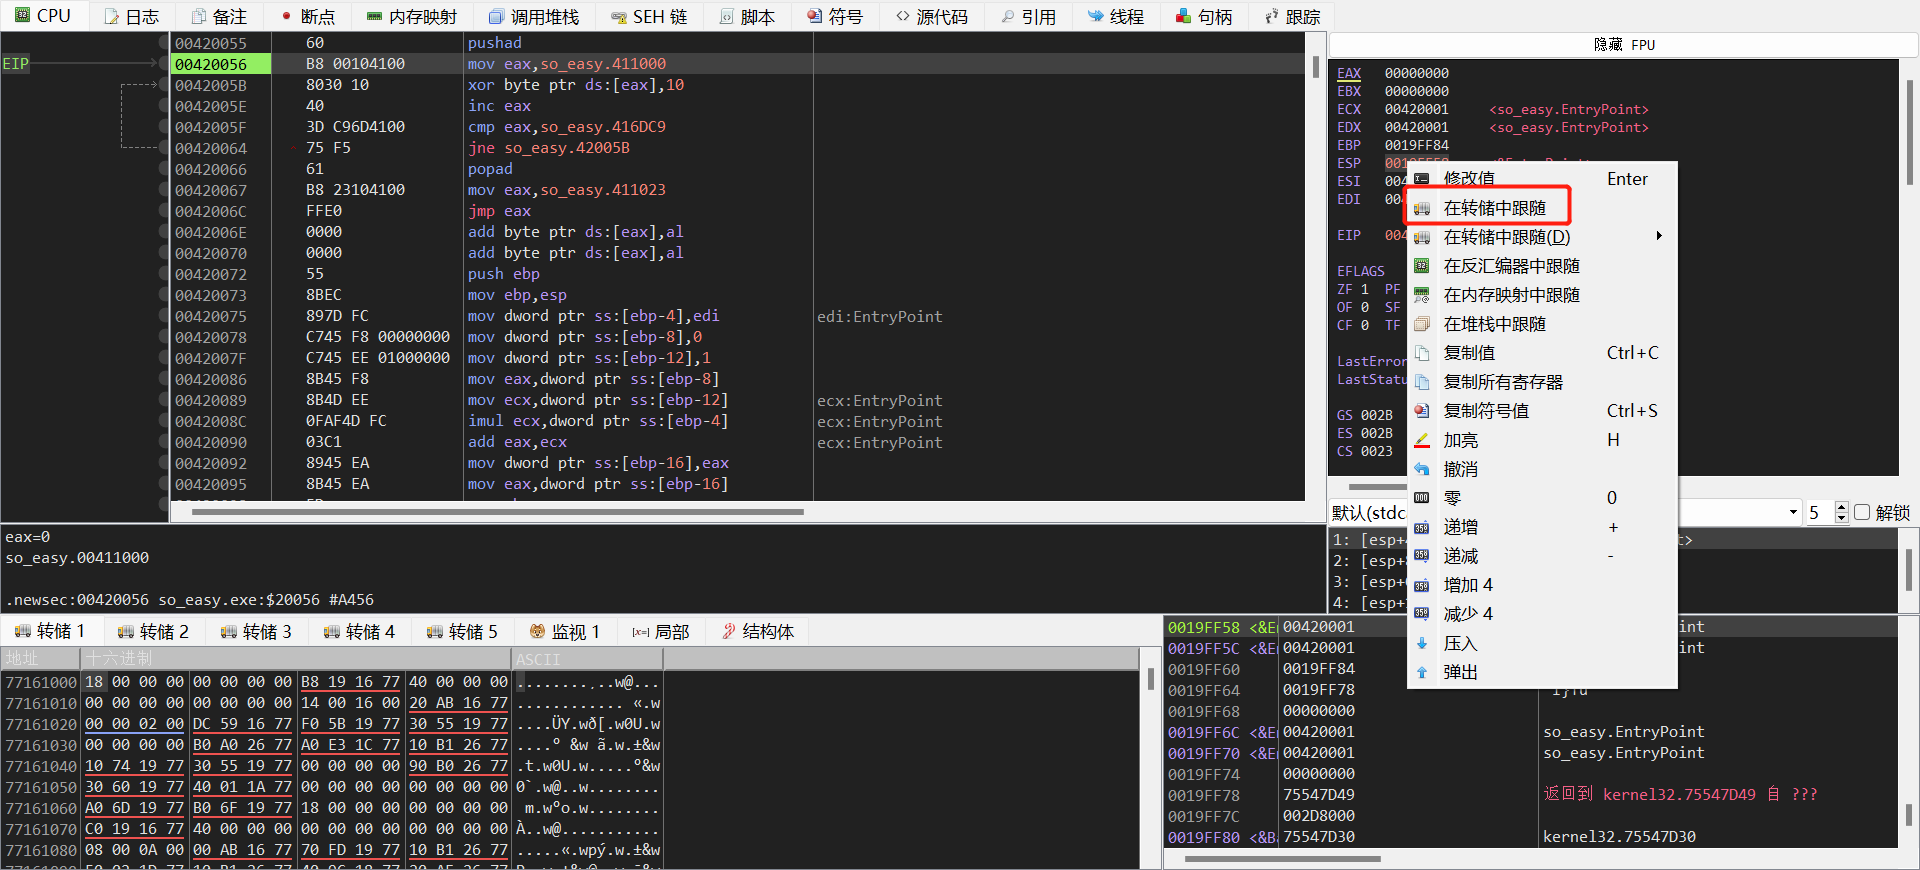 CPU 日志 备注 断点 内存映射 调用堆栈 SEH 链 脚本 符号 源代码 引用 线程 句柄 跟踪
EIP
00420055 60 pushad
00420056 B8 00104100 mov eax,so_easy.411000
0042005B 8030 10 xor byte ptr ds:[eax],10
0042005E 40 inc eax
0042005F 3D C96D4100 cmp eax,so_easy.416DC9
00420064 75 F5 jne so_easy.42005B
00420066 61 popad
00420067 B8 23104100 mov eax,so_easy.411023
0042006C FFE0 jmp eax
0042006E 0000 add byte ptr ds:[eax],al
00420070 0000 add byte ptr ds:[eax],al
00420072 55 push ebp
00420073 8BEC mov ebp,esp
00420075 897D FC mov dword ptr ss:[ebp-4],edi edi:EntryPoint
00420078 C745 F8 00000000 mov dword ptr ss:[ebp-8],0
0042007F C745 EE 01000000 mov dword ptr ss:[ebp-12],1
00420086 8B45 F8 mov eax,dword ptr ss:[ebp-8]
00420089 8B4D EE mov ecx,dword ptr ss:[ebp-12] ecx:EntryPoint
0042008C 0FAF4D FC imul ecx,dword ptr ss:[ebp-4] ecx:EntryPoint
00420090 03C1 add eax,ecx ecx:EntryPoint
00420092 8945 EA mov dword ptr ss:[ebp-16],eax
00420095 8B45 EA mov eax,dword ptr ss:[ebp-16]
隐藏 FPU
EAX 00000000
EBX 00000000
ECX 00420001 <so_easy.EntryPoint>
EDX 00420001 <so_easy.EntryPoint>
EBP 0019FF84
ESP
ESI
EDI
EIP
EFLAGS
ZF 1 PF
OF 0 SF
CF 0 TF
LastError
LastStatu
GS 002B
ES 002B
CS 0023
修改值 Enter
在转储中跟随
在转储中跟随(D)
在反汇编器中跟随
在内存映射中跟随
在堆栈中跟随
复制值 Ctrl+C
复制所有寄存器
复制符号值 Ctrl+S
加亮 H
撤消
零 0
递增 +
递减 -
增加 4
减少 4
压入
弹出
默认(stdc 5 解锁
1: [esp+
2: [esp+
3: [esp+
4: [esp+
eax=0
so_easy.00411000
.newsec:00420056 so_easy.exe:$20056 #A456
转储 1 转储 2 转储 3 转储 4 转储 5 监视 1 局部 结构体
地址 十六进制 ASCII
77161000 18 00 00 00 00 00 00 00 B8 19 16 77 40 00 00 00 ........¸..w@...
77161010 00 00 00 00 00 00 00 00 14 00 16 00 20 AB 16 77 ............ «.w
77161020 00 00 02 00 DC 59 16 77 F0 5B 19 77 30 55 19 77 ....ÜY.wð[.w0U.w
77161030 00 00 00 00 B0 A0 26 77 A0 E3 1C 77 10 B1 26 77 ....° &w ã.w.±&w
77161040 10 74 19 77 30 55 19 77 00 00 00 00 90 B0 26 77 .t.w0U.w.....°&w
77161050 30 60 19 77 40 01 1A 77 00 00 00 00 00 00 00 00 0`.w@..w........
77161060 A0 6D 19 77 B0 6F 19 77 18 00 00 00 00 00 00 00  m.w°o.w........
77161070 C0 19 16 77 40 00 00 00 00 00 00 00 00 00 00 00 À..w@...........
77161080 08 00 0A 00 00 AB 16 77 70 FD 19 77 10 B1 26 77 .....«.wpý.w.±&w
0019FF58 <&E 00420001 int
0019FF5C <&E 00420001 int
0019FF60 0019FF84
0019FF64 0019FF78
0019FF68 00000000
0019FF6C <&E 00420001 so_easy.EntryPoint
0019FF70 <&E 00420001 so_easy.EntryPoint
0019FF74 00000000
0019FF78 75547D49 返回到 kernel32.75547D49 自 ???
0019FF7C 002D8000
0019FF80 <&B 75547D30 kernel32.75547D30